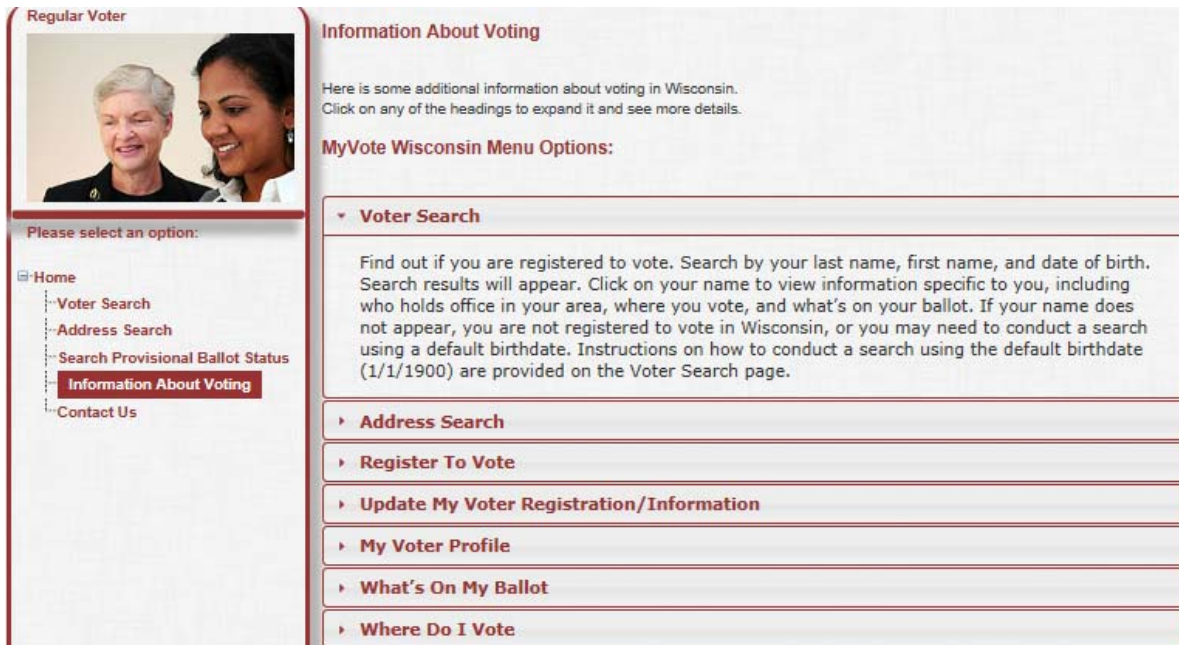 Regular Voter
Please select an option:
Home
Voter Search
Address Search
Search Provisional Ballot Status
Information About Voting
Contact Us
Information About Voting
Here is some additional information about voting in Wisconsin.
Click on any of the headings to expand it and see more details.
MyVote Wisconsin Menu Options:
Voter Search
Find out if you are registered to vote. Search by your last name, first name, and date of birth.
Search results will appear. Click on your name to view information specific to you, including
who holds office in your area, where you vote, and what's on your ballot. If your name does
not appear, you are not registered to vote in Wisconsin, or you may need to conduct a search
using a default birthdate. Instructions on how to conduct a search using the default birthdate
(1/1/1900) are provided on the Voter Search page.
Address Search
Register To Vote
Update My Voter Registration/Information
My Voter Profile
What's On My Ballot
Where Do I Vote